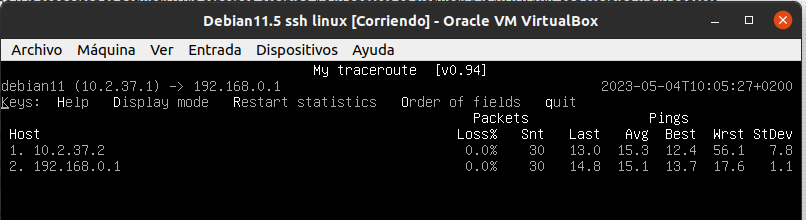 Debian11.5 ssh linux [Corriendo] - Oracle VM VirtualBox
Archivo Máquina Ver Entrada Dispositivos Ayuda
My traceroute [v0.94]
debian11 (10.2.37.1) -> 192.168.0.1 2023-05-04T10:05:27+0200
Keys: Help Display mode Restart statistics Order of fields quit
Packets Pings
Host Loss% Snt Last Avg Best Wrst StDev
1. 10.2.37.2 0.0% 30 13.0 15.3 12.4 56.1 7.8
2. 192.168.0.1 0.0% 30 14.8 15.1 13.7 17.6 1.1